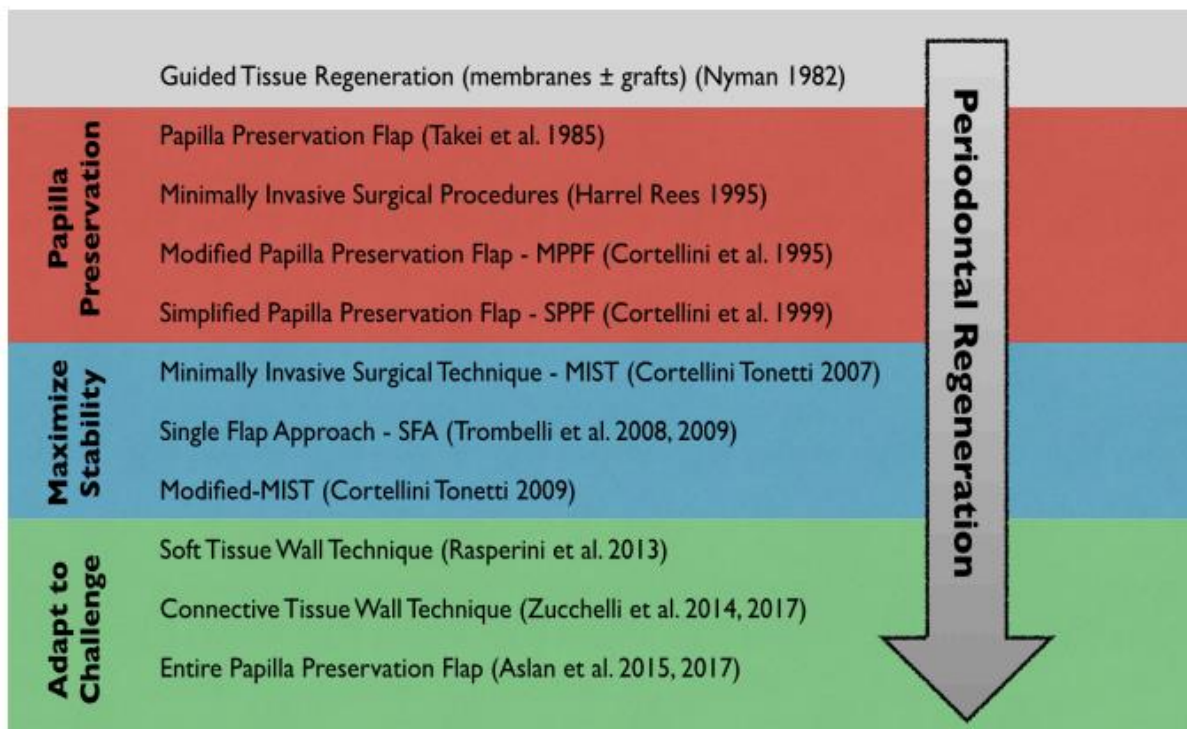 Guided Tissue Regeneration (membranes ± grafts) (Nyman 1982)
Papilla
Preservation
Papilla Preservation Flap (Takei et al. 1985)
Minimally Invasive Surgical Procedures (Harrel Rees 1995)
Modified Papilla Preservation Flap - MPPF (Cortellini et al. 1995)
Simplified Papilla Preservation Flap - SPPF (Cortellini et al. 1999)
Maximize
Stability
Minimally Invasive Surgical Technique - MIST (Cortellini Tonetti 2007)
Single Flap Approach - SFA (Trombelli et al. 2008, 2009)
Modified-MIST (Cortellini Tonetti 2009)
Adapt to
Challenge
Soft Tissue Wall Technique (Rasperini et al. 2013)
Connective Tissue Wall Technique (Zucchelli et al. 2014, 2017)
Entire Papilla Preservation Flap (Aslan et al. 2015, 2017)
Periodontal Regeneration